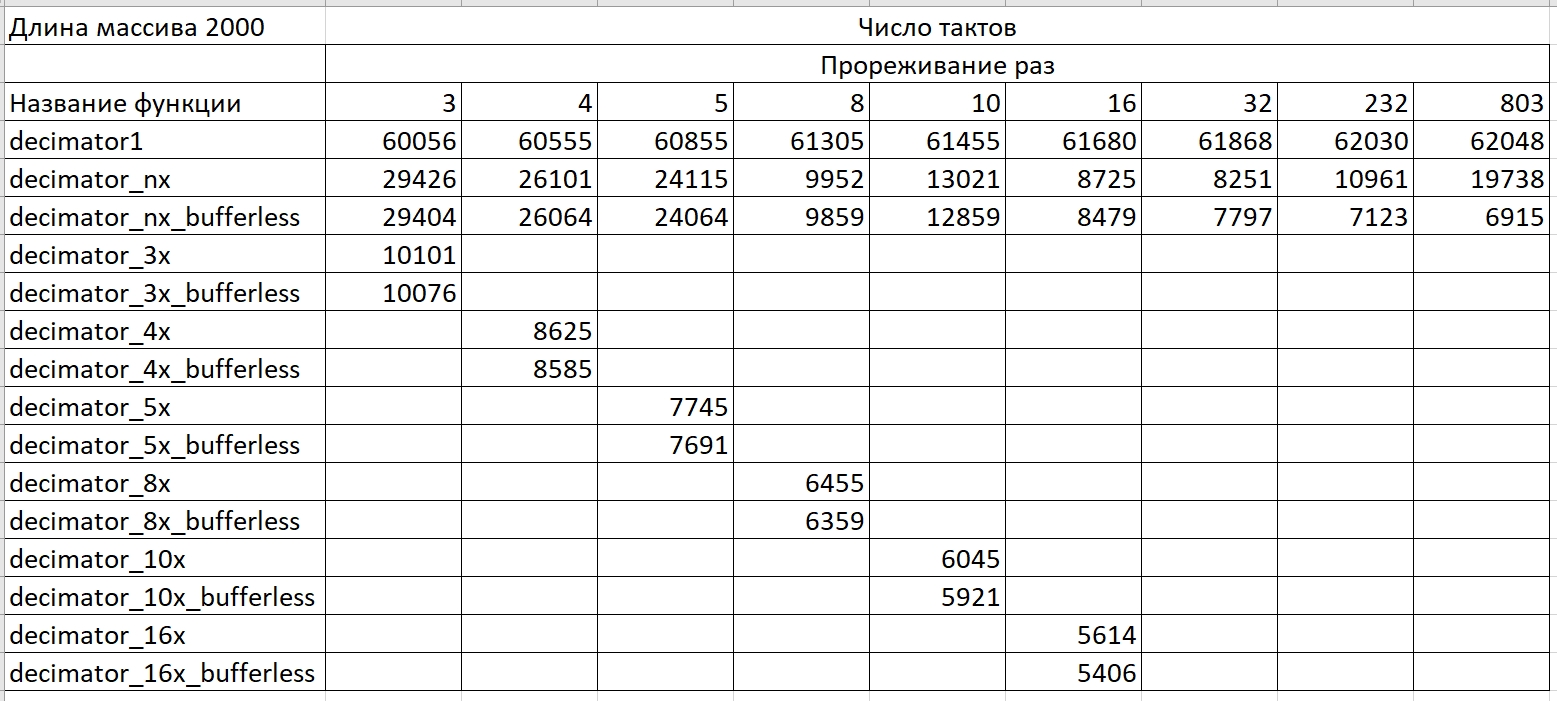 Длина массива 2000 Число тактов
Прореживание раз
Название функции 3 4 5 8 10 16 32 232 803
decimator1 60056 60555 60855 61305 61455 61680 61868 62030 62048
decimator_nx 29426 26101 24115 9952 13021 8725 8251 10961 19738
decimator_nx_bufferless 29404 26064 24064 9859 12859 8479 7797 7123 6915
decimator_3x 10101
decimator_3x_bufferless 10076
decimator_4x 8625
decimator_4x_bufferless 8585
decimator_5x 7745
decimator_5x_bufferless 7691
decimator_8x 6455
decimator_8x_bufferless 6359
decimator_10x 6045
decimator_10x_bufferless 5921
decimator_16x 5614
decimator_16x_bufferless 5406